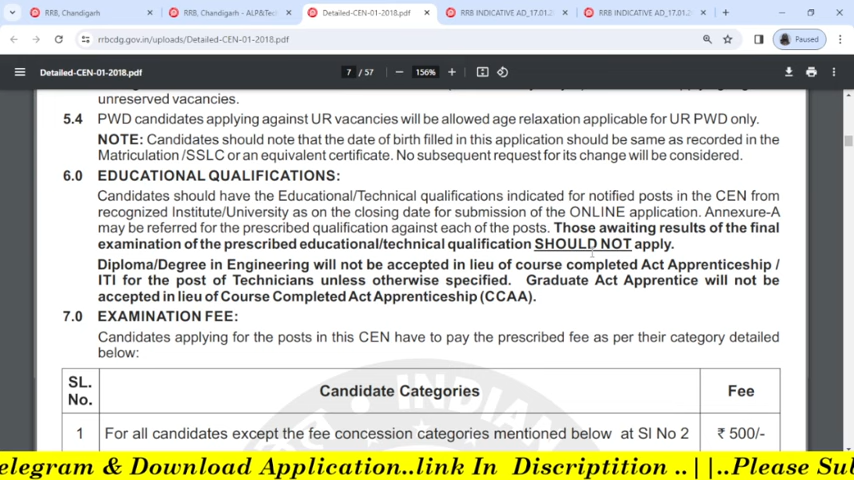 RRB, Chandigarh
RRB, Chandigarh - ALP&Tec
Detailed-CEN-01-2018.pdf
RRB INDICATIVE AD_17.01.2
RRB INDICATIVE AD_17.01.2
rrbcdg.gov.in/uploads/Detailed-CEN-01-2018.pdf
Paused
Detailed-CEN-01-2018.pdf
7 / 57
156%
unreserved vacancies.
5.4 PWD candidates applying against UR vacancies will be allowed age relaxation applicable for UR PWD only.
NOTE: Candidates should note that the date of birth filled in this application should be same as recorded in the
Matriculation /SSLC or an equivalent certificate. No subsequent request for its change will be considered.
6.0 EDUCATIONAL QUALIFICATIONS:
Candidates should have the Educational/Technical qualifications indicated for notified posts in the CEN from
recognized Institute/University as on the closing date for submission of the ONLINE application. Annexure-A
may be referred for the prescribed qualification against each of the posts. Those awaiting results of the final
examination of the prescribed educational/technical qualification SHOULD NOT apply.
Diploma/Degree in Engineering will not be accepted in lieu of course completed Act Apprenticeship /
ITI for the post of Technicians unless otherwise specified. Graduate Act Apprentice will not be
accepted in lieu of Course Completed Act Apprenticeship (CCAA).
7.0 EXAMINATION FEE:
Candidates applying for the posts in this CEN have to pay the prescribed fee as per their category detailed
below:
SL. No.
Candidate Categories
Fee
1
For all candidates except the fee concession categories mentioned below at Sl No 2
₹ 500/-
elegram & Download Application..link In Discriptition ..||..Please Sub